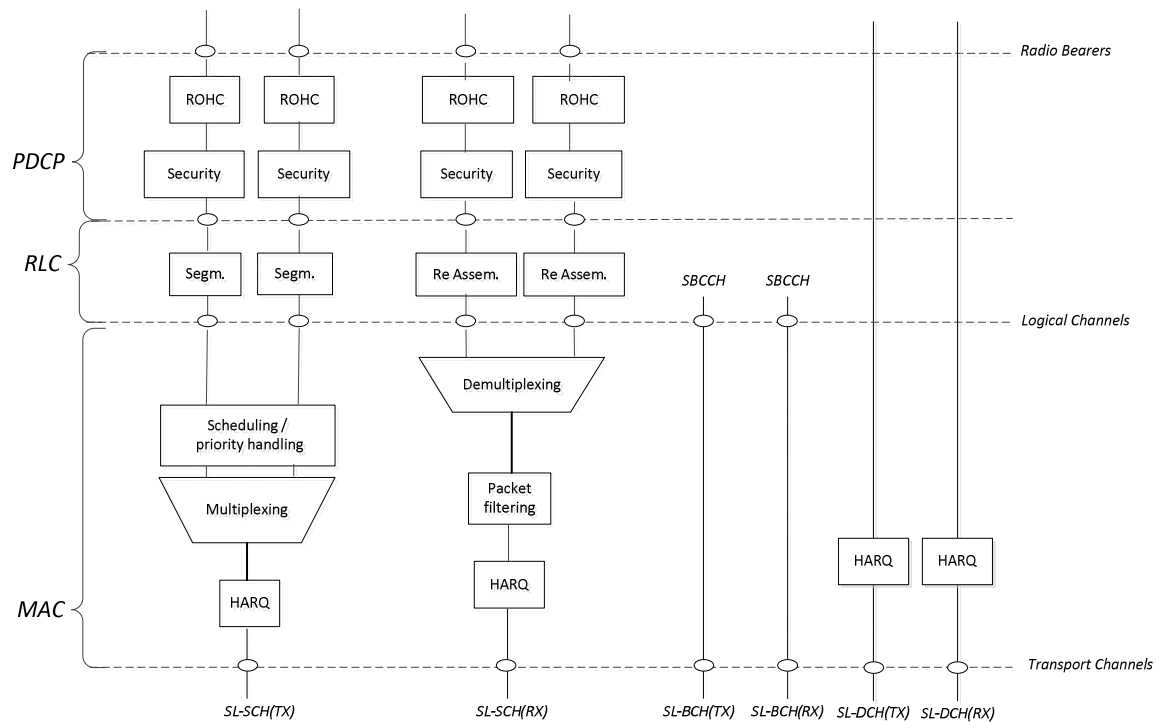 Radio Bearers
ROHC
ROHC
ROHC
ROHC
PDCP
Security
Security
Security
Security
RLC
Segm.
Segm.
Re Assem.
Re Assem.
SBCCH
SBCCH
Logical Channels
Demultiplexing
Scheduling /
priority handling
Packet
filtering
Multiplexing
HARQ
HARQ
HARQ
HARQ
MAC
Transport Channels
SL-SCH(TX)
SL-SCH(RX)
SL-BCH(TX)
SL-BCH(RX)
SL-DCH(TX)
SL-DCH(RX)